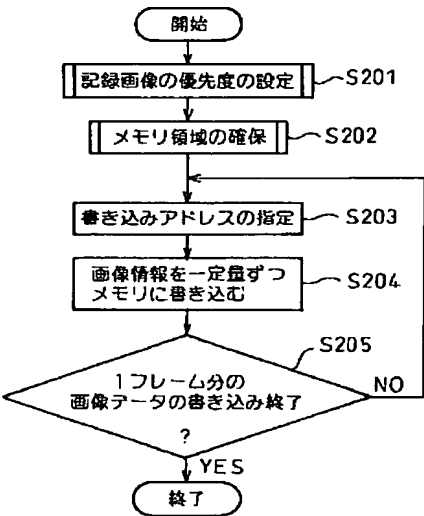 開始
記録画像の優先度の設定
S201
メモリ領域の確保
S202
書き込みアドレスの指定
S203
画像情報を一定量ずつ
メモリに書き込む
S204
S205
1フレーム分の
画像データの書き込み終了
?
NO
YES
終了